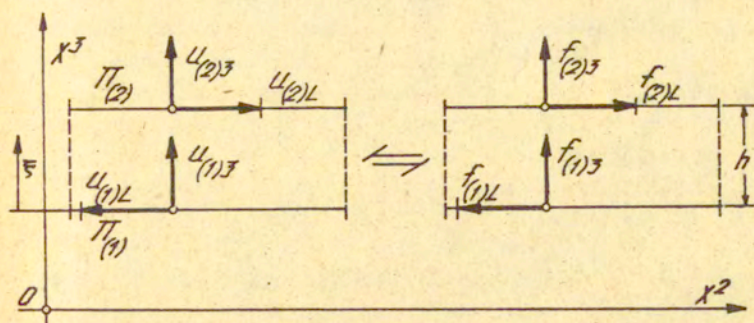 X³
u₍₂₎₃
u₍₂₎L
f₍₂₎₃
f₍₂₎L
Π₍₂₎
u₍₁₎₃
f₍₁₎₃
h
ξ
u₍₁₎L
f₍₁₎L
Π₍₁₎
0
X²